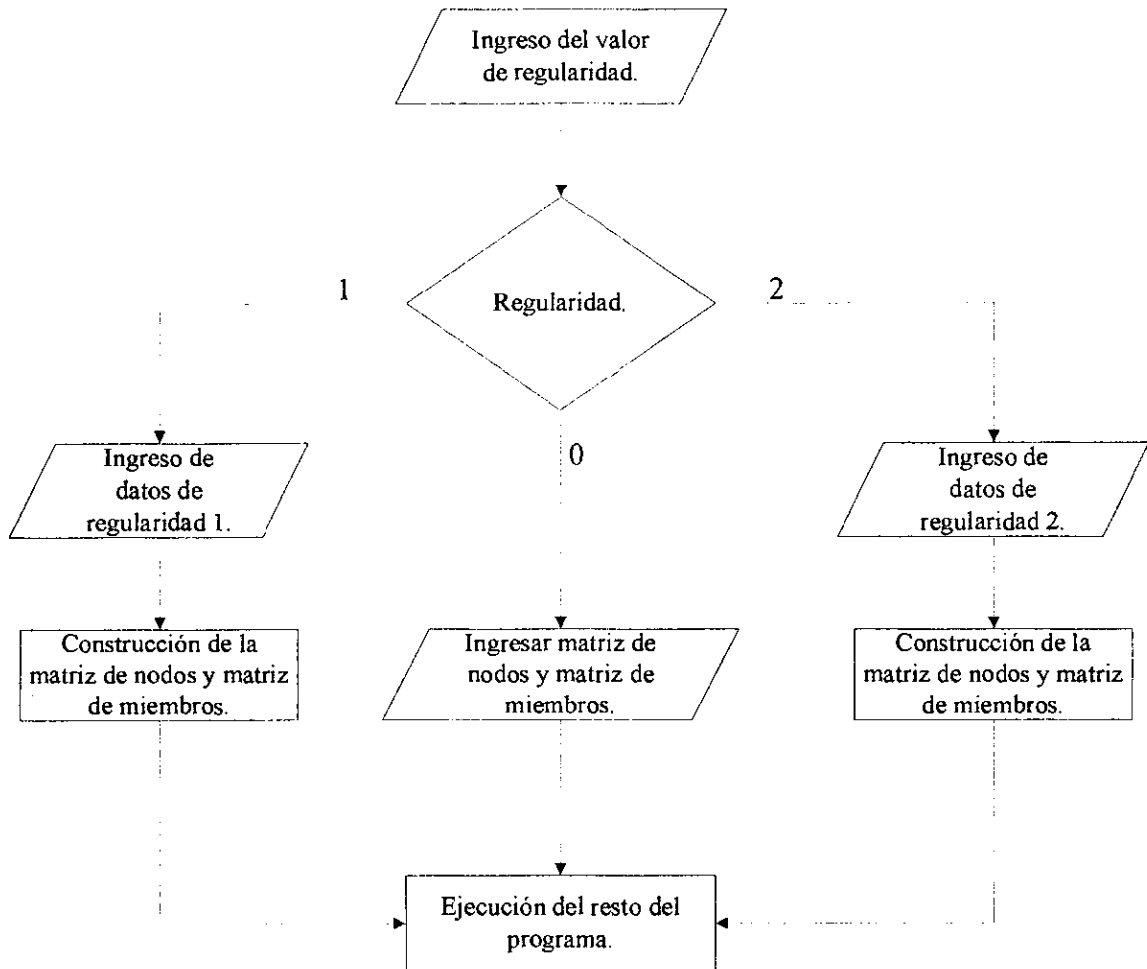 Ingreso del valor
de regularidad.
1
Regularidad.
2
0
Ingreso de
datos de
regularidad 1.
Ingreso de
datos de
regularidad 2.
Construcción de la
matriz de nodos y matriz
de miembros.
Ingresar matriz de
nodos y matriz de
miembros.
Construcción de la
matriz de nodos y matriz
de miembros.
Ejecución del resto del
programa.